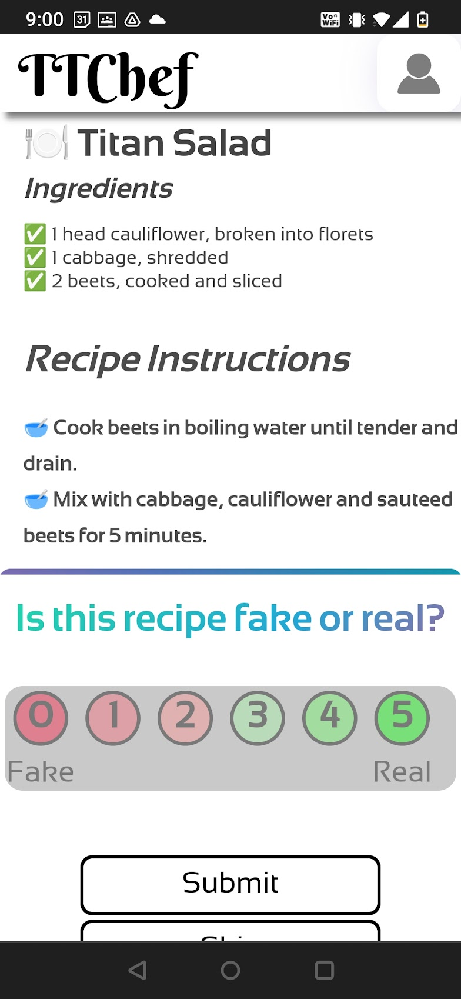 9:00 31 Vo WiFi
TTChef
Titan Salad
Ingredients
1 head cauliflower, broken into florets
1 cabbage, shredded
2 beets, cooked and sliced
Recipe Instructions
Cook beets in boiling water until tender and
drain.
Mix with cabbage, cauliflower and sauteed
beets for 5 minutes.
Is this recipe fake or real?
0 1 2 3 4 5
Fake Real
Submit